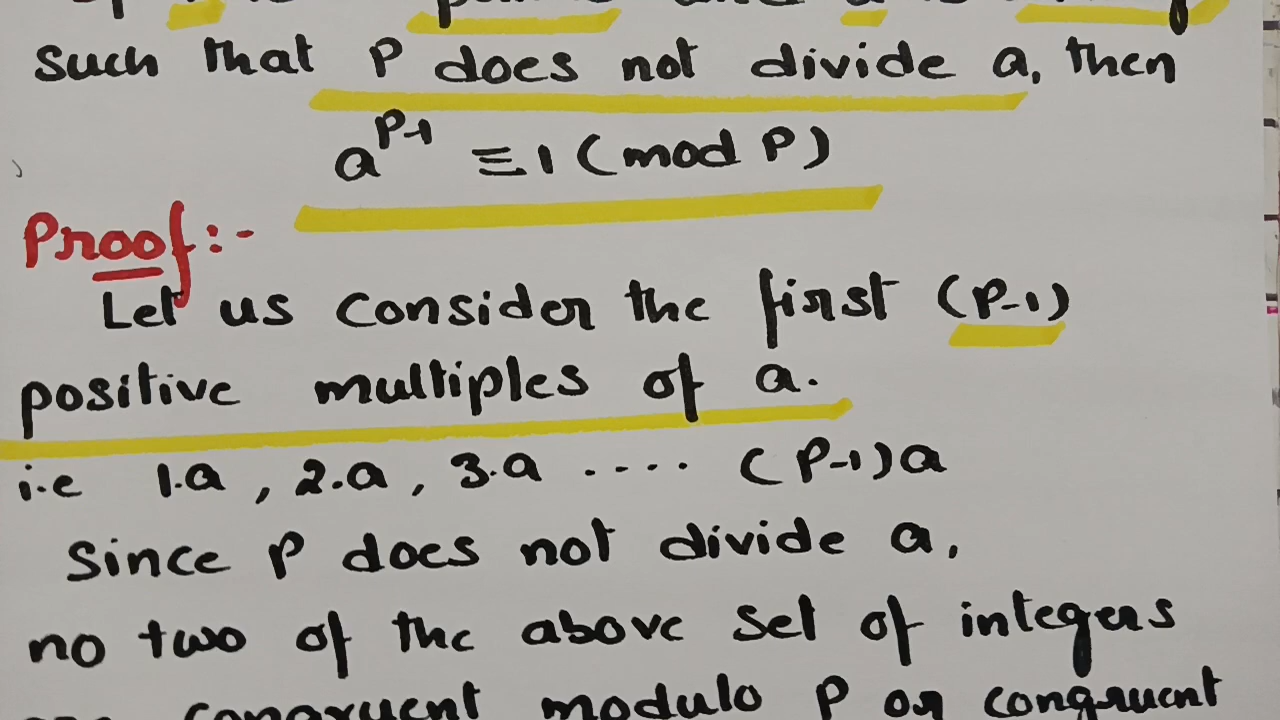 such that P does not divide a, then
a^{P-1} ≡ 1 (mod P)
Proof:-
Let us consider the first (P-1)
positive multiples of a.
i.e 1.a , 2.a , 3.a ..... (P-1)a
Since P does not divide a,
no two of the above set of integers
congruent modulo P or congruent